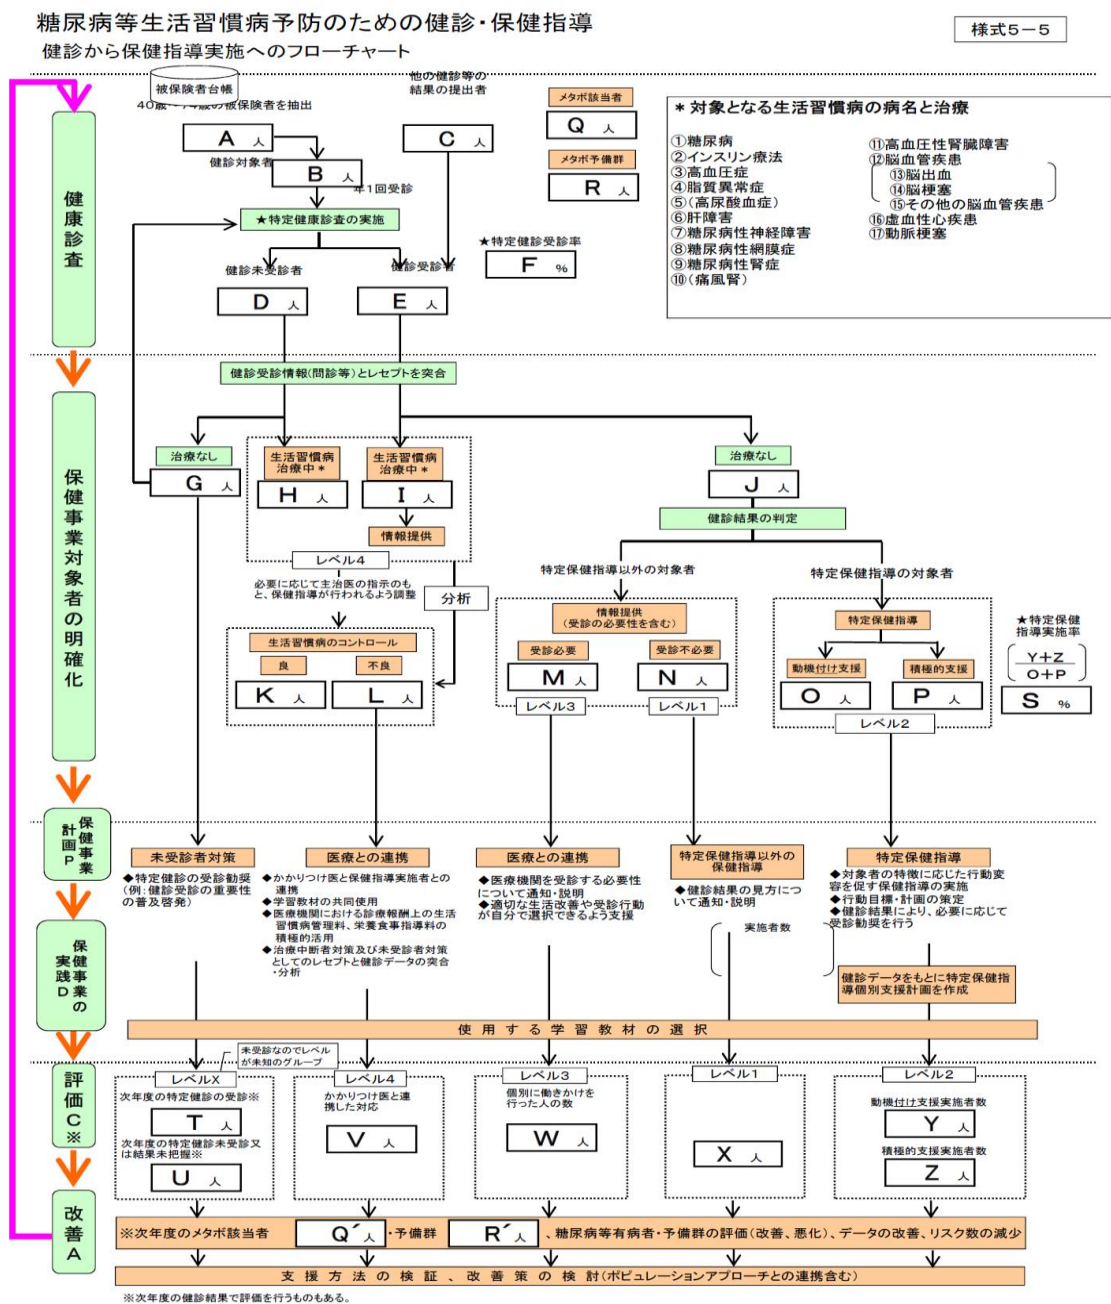 糖尿病等生活習慣病予防のための健診・保健指導
様式5－5
健診から保健指導実施へのフローチャート
被保険者台帳
40歳～74歳の被保険者を抽出
他の健診等の
結果の提出者
A 人
C 人
健診対象者
B 人
年1回受診
メタボ該当者
Q 人
メタボ予備群
R 人
＊対象となる生活習慣病の病名と治療
①糖尿病
②インスリン療法
③高血圧症
④脂質異常症
⑤(高尿酸血症)
⑥肝障害
⑦糖尿病性神経障害
⑧糖尿病性網膜症
⑨糖尿病性腎症
⑩(痛風腎)
⑪高血圧性腎臓障害
⑫脳血管疾患
⑬脳出血
⑭脳梗塞
⑮その他の脳血管疾患
⑯虚血性心疾患
⑰動脈梗塞
健康診査
★特定健康診査の実施
★特定健診受診率
F %
健診未受診者
健診受診者
D 人
E 人
健診受診情報(問診等)とレセプトを突合
保健事業対象者の明確化
治療なし
G 人
生活習慣病
治療中＊
H 人
生活習慣病
治療中＊
I 人
情報提供
レベル4
治療なし
J 人
健診結果の判定
必要に応じて主治医の指示のも
と、保健指導が行われるよう調整
分析
生活習慣病のコントロール
良
不良
K 人
L 人
特定保健指導以外の対象者
情報提供
(受診の必要性を含む)
受診必要
受診不必要
M 人
N 人
レベル3
レベル1
特定保健指導の対象者
特定保健指導
動機付け支援
積極的支援
O 人
P 人
レベル2
★特定保健
指導実施率
Y+Z
O+P
S %
保健事業
計画P
未受診者対策
◆特定健診の受診勧奨
(例:健診受診の重要性
の普及啓発)
医療との連携
◆かかりつけ医と保健指導実施者との
連携
◆学習教材の共同使用
◆医療機関における診療報酬上の生活
習慣病管理料、栄養食事指導料の
積極的活用
◆治療中断者対策及び未受診者対策
としてのレセプトと健診データの突合
・分析
医療との連携
◆医療機関を受診する必要性
について通知・説明
◆適切な生活改善や受診行動
が自分で選択できるよう支援
特定保健指導以外の
保健指導
◆健診結果の見方につ
いて通知・説明
実施者数
特定保健指導
◆対象者の特徴に応じた行動変
容を促す保健指導の実施
◆行動目標・計画の策定
◆健診結果により、必要に応じて
受診勧奨を行う
健診データをもとに特定保健指
導個別支援計画を作成
保健事業の
実践D
使用する学習教材の選択
未受診なのでレベル
が未知のグループ
評価C※
レベルX
次年度の特定健診の受診※
T 人
次年度の特定健診未受診又
は結果未把握※
U 人
レベル4
かかりつけ医と連
携した対応
V 人
レベル3
個別に働きかけを
行った人の数
W 人
レベル1
X 人
レベル2
動機付け支援実施者数
Y 人
積極的支援実施者数
Z 人
改善A
※次年度のメタボ該当者 Q´人・予備群 R´人、糖尿病等有病者・予備群の評価(改善、悪化)、データの改善、リスク数の減少
支援方法の検証、改善策の検討(ポピュレーションアプローチとの連携含む)
※次年度の健診結果で評価を行うものもある。